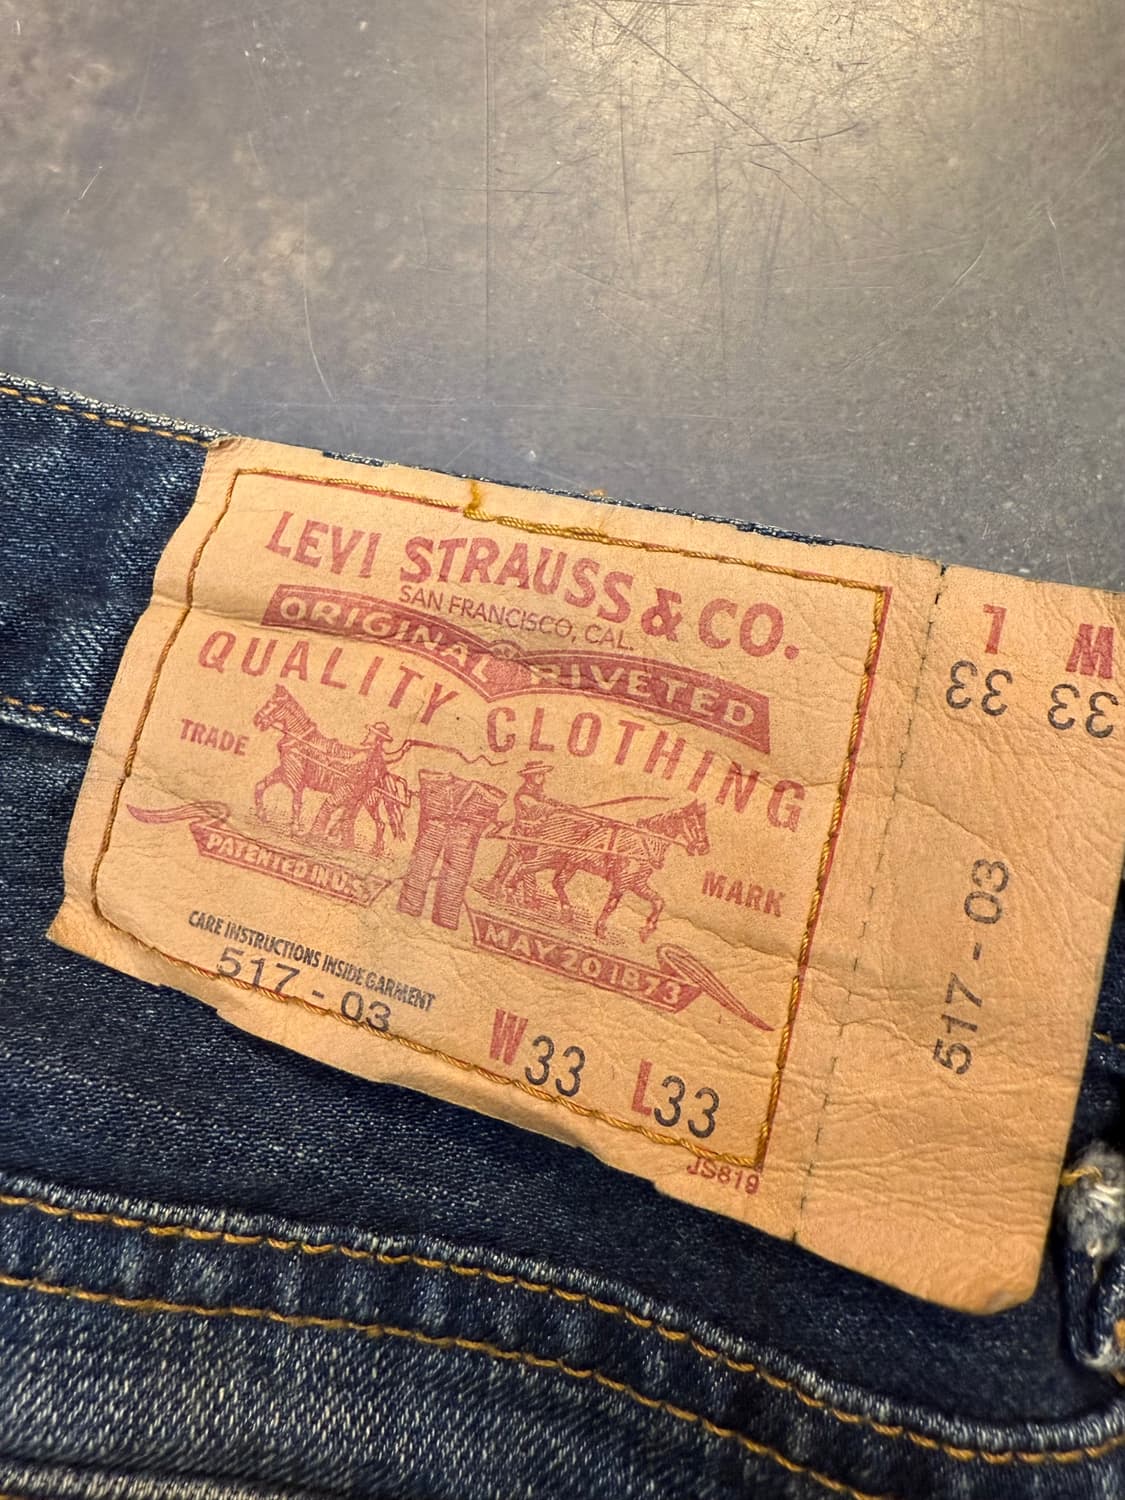 LEVI STRAUSS & CO.
SAN FRANCISCO, CAL.
ORIGINAL RIVETED
QUALITY CLOTHING
TRADE MARK
PATENTED IN U.S.
MAY 20 1873
CARE INSTRUCTIONS INSIDE GARMENT
517 - 03
W33 L33
JS819
L W
33 33
517 - 03